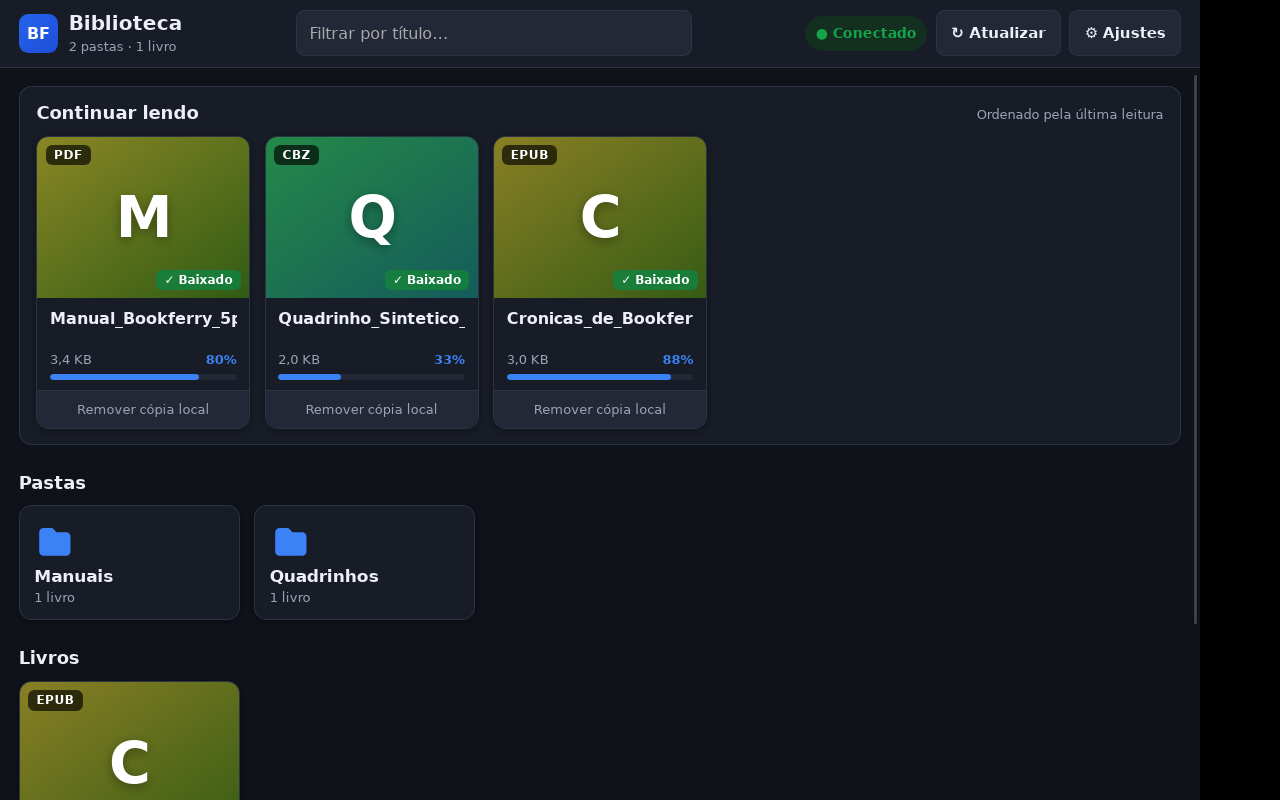 BF
Biblioteca
2 pastas · 1 livro
Filtrar por título...
● Conectado
↻ Atualizar
⚙ Ajustes
Continuar lendo
Ordenado pela última leitura
PDF
M
✓ Baixado
Manual_Bookferry_5p
3,4 KB
80%
Remover cópia local
CBZ
Q
✓ Baixado
Quadrinho_Sintetico_
2,0 KB
33%
Remover cópia local
EPUB
C
✓ Baixado
Cronicas_de_Bookfer
3,0 KB
88%
Remover cópia local
Pastas
Manuais
1 livro
Quadrinhos
1 livro
Livros
EPUB
C